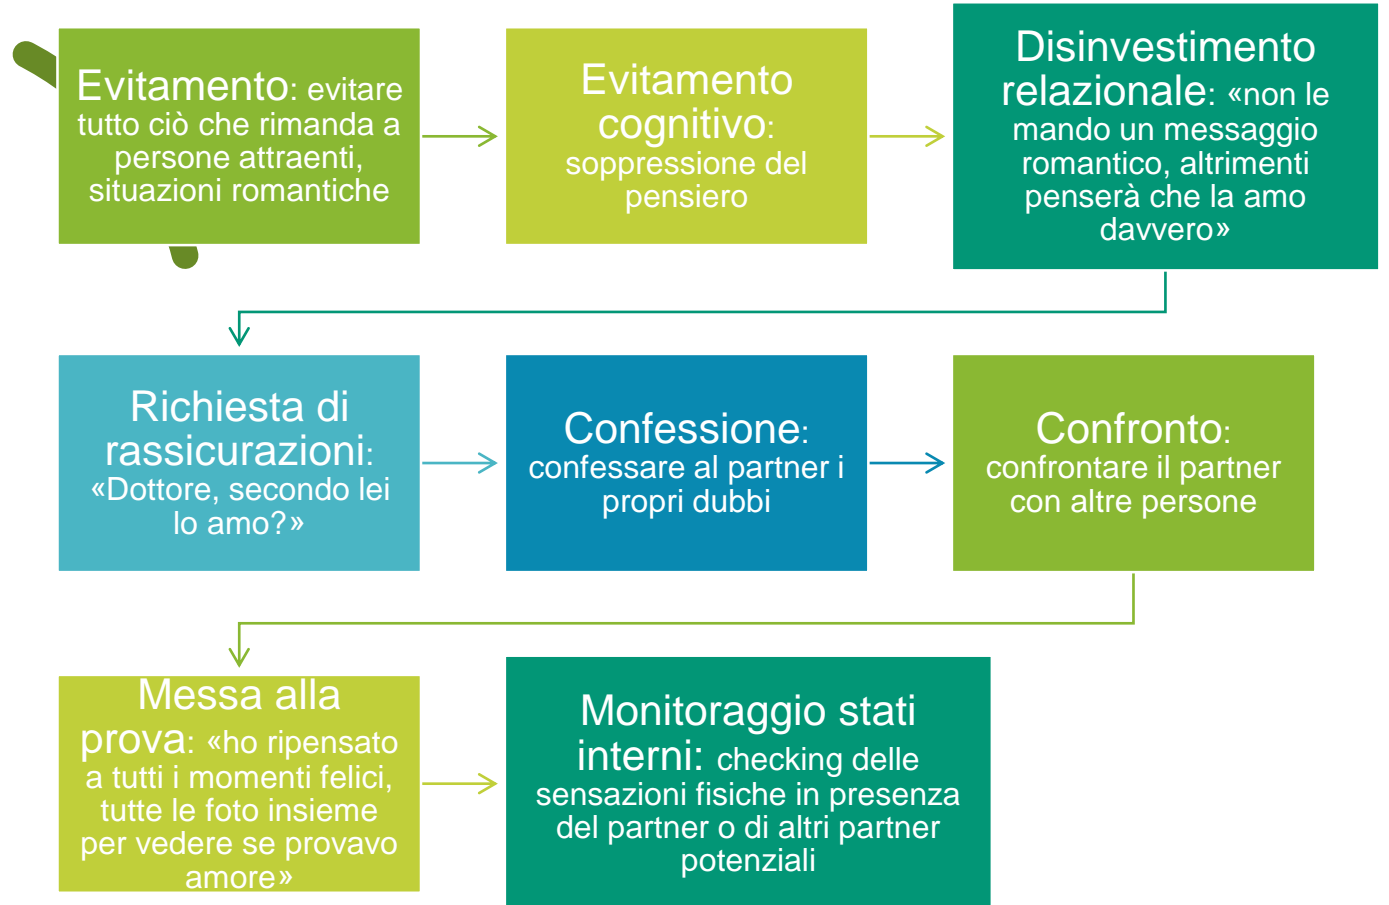 Evitamento: evitare
tutto ciò che rimanda a
persone attraenti,
situazioni romantiche
Evitamento
cognitivo:
soppressione del
pensiero
Disinvestimento
relazionale: «non le
mando un messaggio
romantico, altrimenti
penserà che la amo
davvero»
Richiesta di
rassicurazioni:
«Dottore, secondo lei
lo amo?»
Confessione:
confessare al partner i
propri dubbi
Confronto:
confrontare il partner
con altre persone
Messa alla
prova: «ho ripensato
a tutti i momenti felici,
tutte le foto insieme
per vedere se provavo
amore»
Monitoraggio stati
interni: checking delle
sensazioni fisiche in presenza
del partner o di altri partner
potenziali